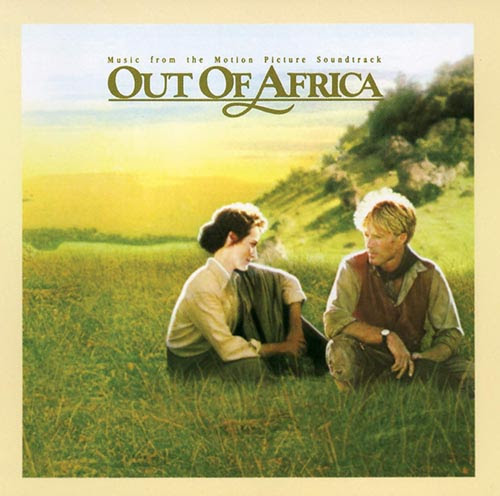 Music from the Motion Picture Soundtrack
OUT OF AFRICA